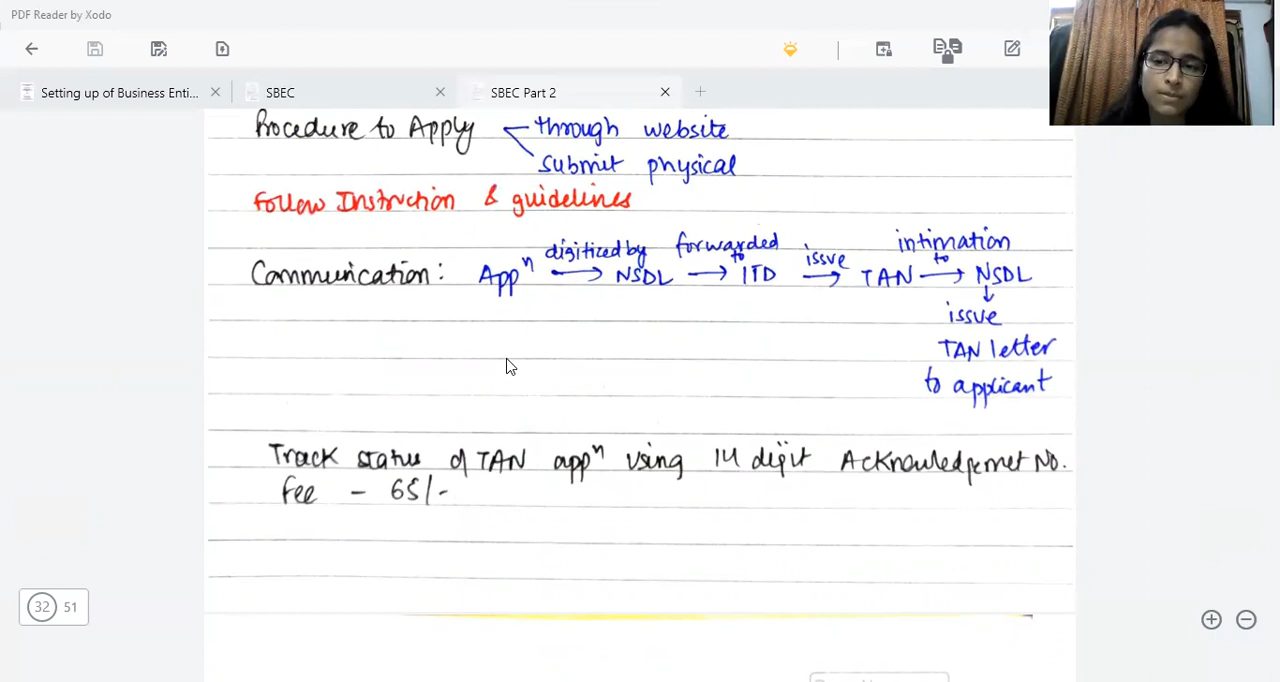 PDF Reader by Xodo
Setting up of Business Enti...
SBEC
SBEC Part 2
Procedure to Apply
through website
submit physical
Follow Instruction & guidelines
Communication: Appⁿ digitized by → NSDL forwarded to → ITD issue → TAN intimation to → NSDL
↓
issue
TAN letter
to applicant
Track status of TAN appⁿ using 14 digit Acknowledgemet No.
Fee - 65/-
32 51